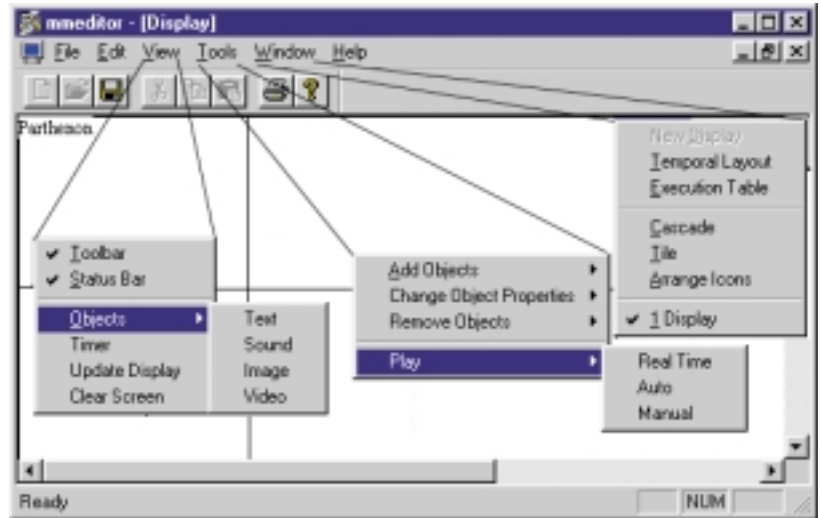 mmeditor - [Display]
File Edit View Tools Window Help
Parthenon
New Display
Temporal Layout
Execution Table
Cascade
Tile
Arrange Icons
1 Display
Toolbar
Status Bar
Objects
Timer
Update Display
Clear Screen
Text
Sound
Image
Video
Add Objects
Change Object Properties
Remove Objects
Play
Real Time
Auto
Manual
Ready
NUM